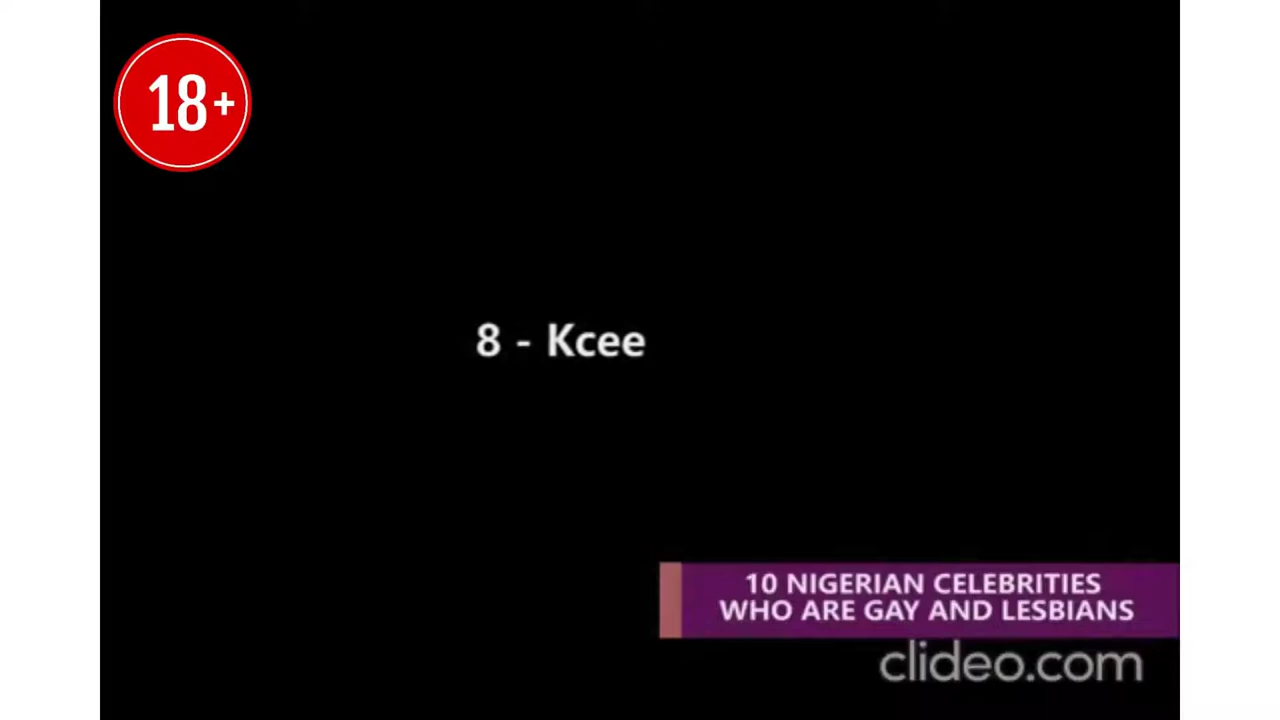 18+
8 - Kcee
10 NIGERIAN CELEBRITIES
WHO ARE GAY AND LESBIANS
clideo.com